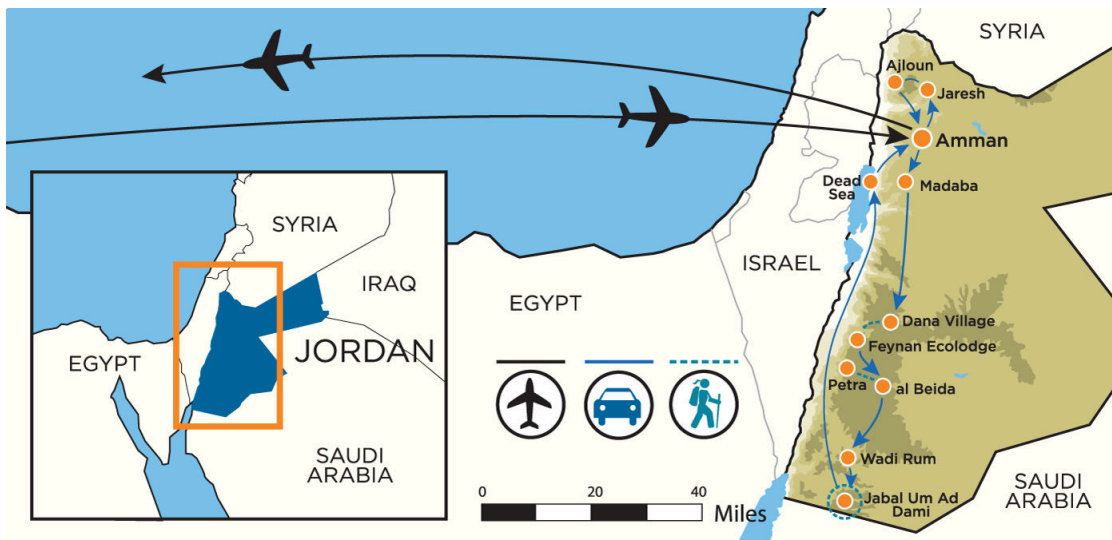 SYRIA
Ajloun
Jaresh
Amman
Dead
Sea
Madaba
ISRAEL
EGYPT
Dana Village
Feynan Ecolodge
Petra
al Beida
Wadi Rum
Jabal Um Ad
Dami
SAUDI
ARABIA
0
20
40
Miles
SYRIA
IRAQ
JORDAN
EGYPT
SAUDI
ARABIA